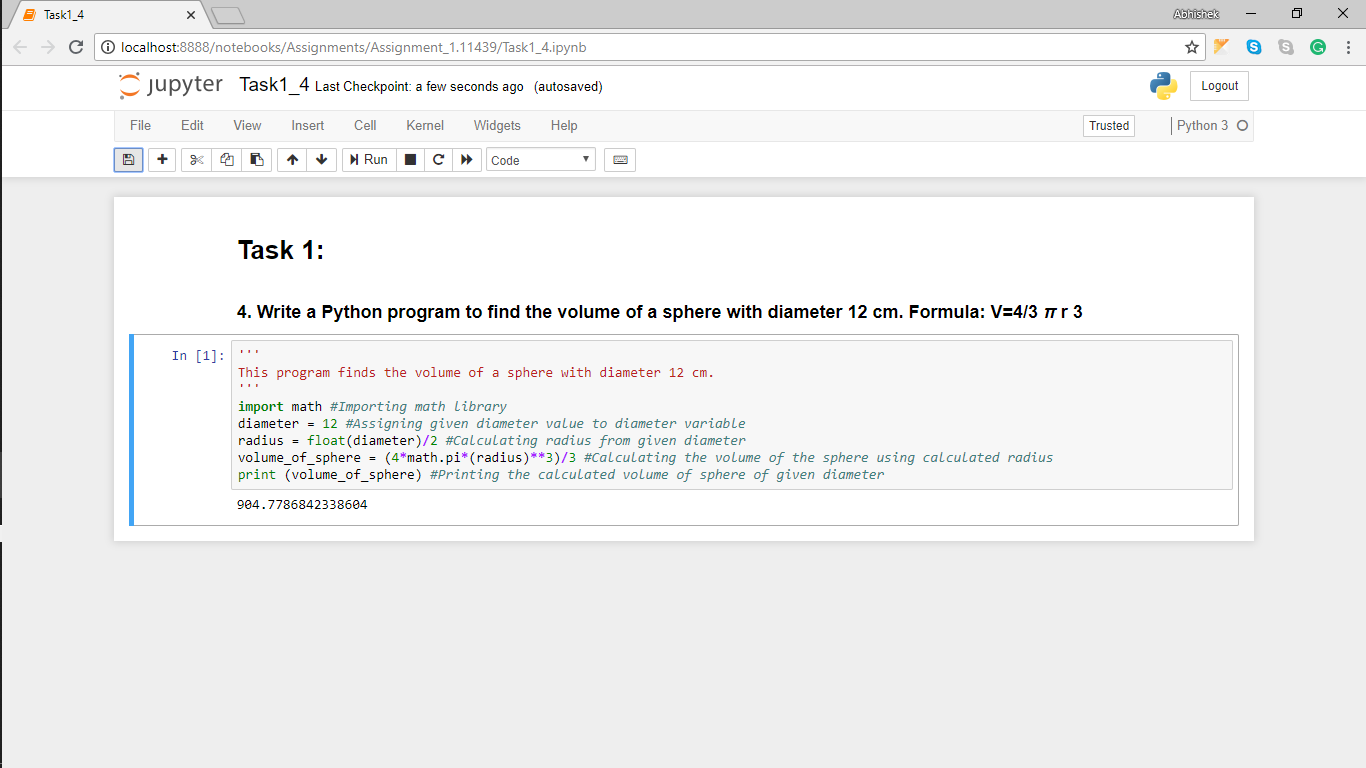 Task1_4
Abhishek
localhost:8888/notebooks/Assignments/Assignment_1.11439/Task1_4.ipynb
jupyter Task1_4 Last Checkpoint: a few seconds ago (autosaved)
Logout
File Edit View Insert Cell Kernel Widgets Help
Trusted
Python 3
Run
Code
Task 1:
4. Write a Python program to find the volume of a sphere with diameter 12 cm. Formula: V=4/3 π r 3
In [1]: '''
This program finds the volume of a sphere with diameter 12 cm.
'''
import math #Importing math library
diameter = 12 #Assigning given diameter value to diameter variable
radius = float(diameter)/2 #Calculating radius from given diameter
volume_of_sphere = (4*math.pi*(radius)**3)/3 #Calculating the volume of the sphere using calculated radius
print (volume_of_sphere) #Printing the calculated volume of sphere of given diameter
904.7786842338604